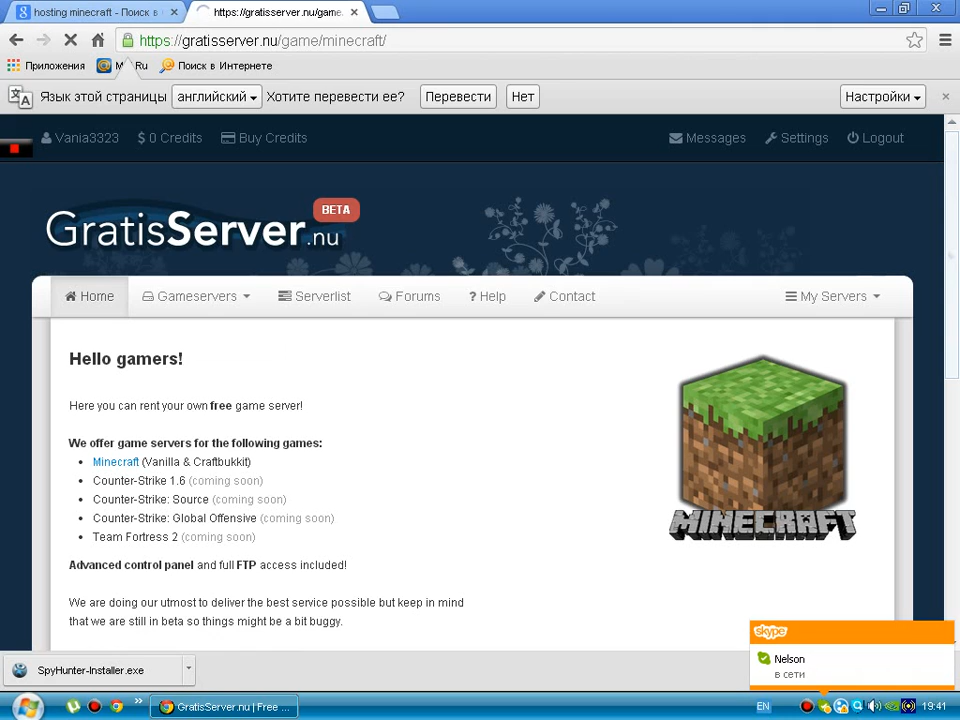 hosting minecraft - Поиск в
https://gratisserver.nu/game
https://gratisserver.nu/game/minecraft/
Приложения
Ru
Поиск в Интернете
Язык этой страницы английский Хотите перевести ее? Перевести Нет Настройки
Vania3323 $ 0 Credits Buy Credits Messages Settings Logout
BETA
GratisServer.nu
Home Gameservers Serverlist Forums ? Help Contact My Servers
Hello gamers!
Here you can rent your own free game server!
We offer game servers for the following games:
• Minecraft (Vanilla & Craftbukkit)
• Counter-Strike 1.6 (coming soon)
• Counter-Strike: Source (coming soon)
• Counter-Strike: Global Offensive (coming soon)
• Team Fortress 2 (coming soon)
MINECRAFT
Advanced control panel and full FTP access included!
We are doing our utmost to deliver the best service possible but keep in mind
that we are still in beta so things might be a bit buggy.
skype
Nelson
в сети
SpyHunter-Installer.exe
GratisServer.nu | Free ...
EN
19:41